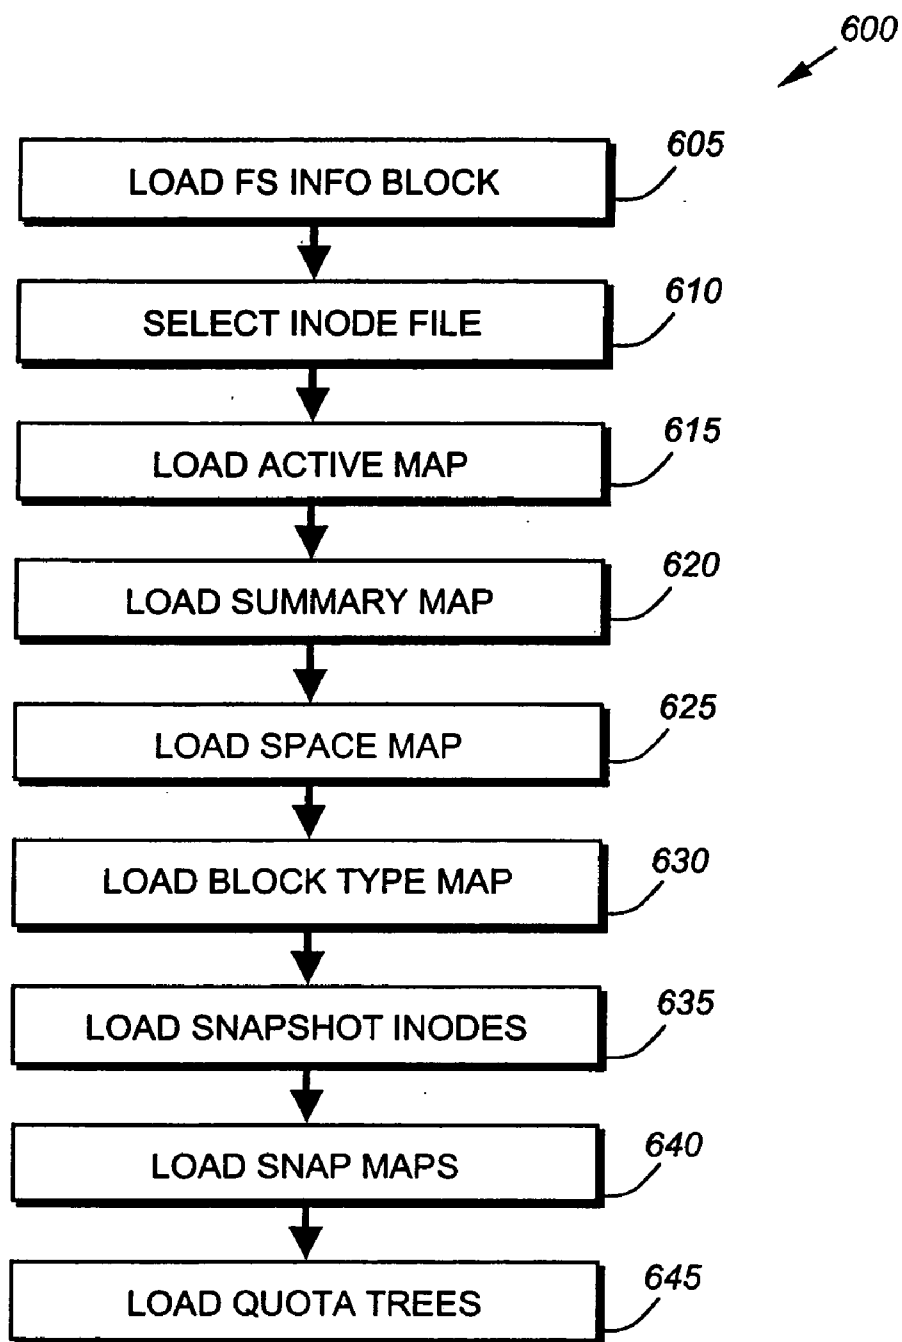 600
LOAD FS INFO BLOCK
605
SELECT INODE FILE
610
LOAD ACTIVE MAP
615
LOAD SUMMARY MAP
620
LOAD SPACE MAP
625
LOAD BLOCK TYPE MAP
630
LOAD SNAPSHOT INODES
635
LOAD SNAP MAPS
640
LOAD QUOTA TREES
645